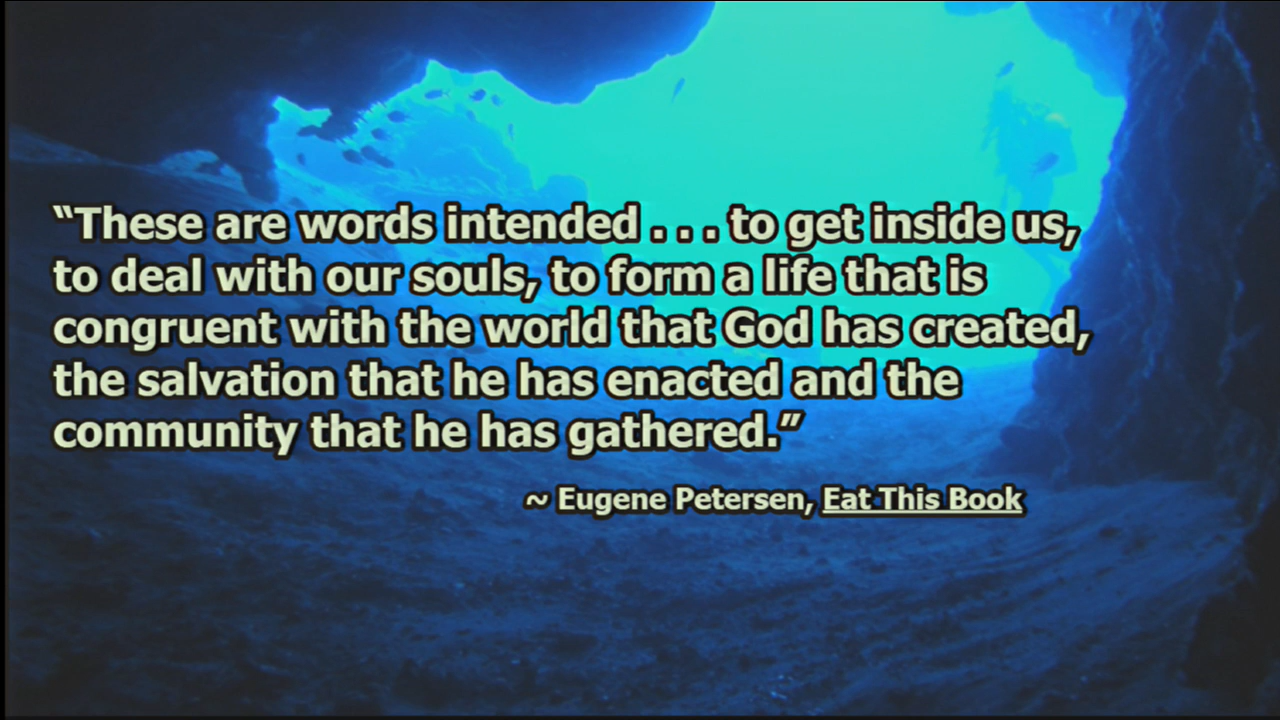 “These are words intended . . . to get inside us,
to deal with our souls, to form a life that is
congruent with the world that God has created,
the salvation that he has enacted and the
community that he has gathered.”
~ Eugene Petersen, Eat This Book